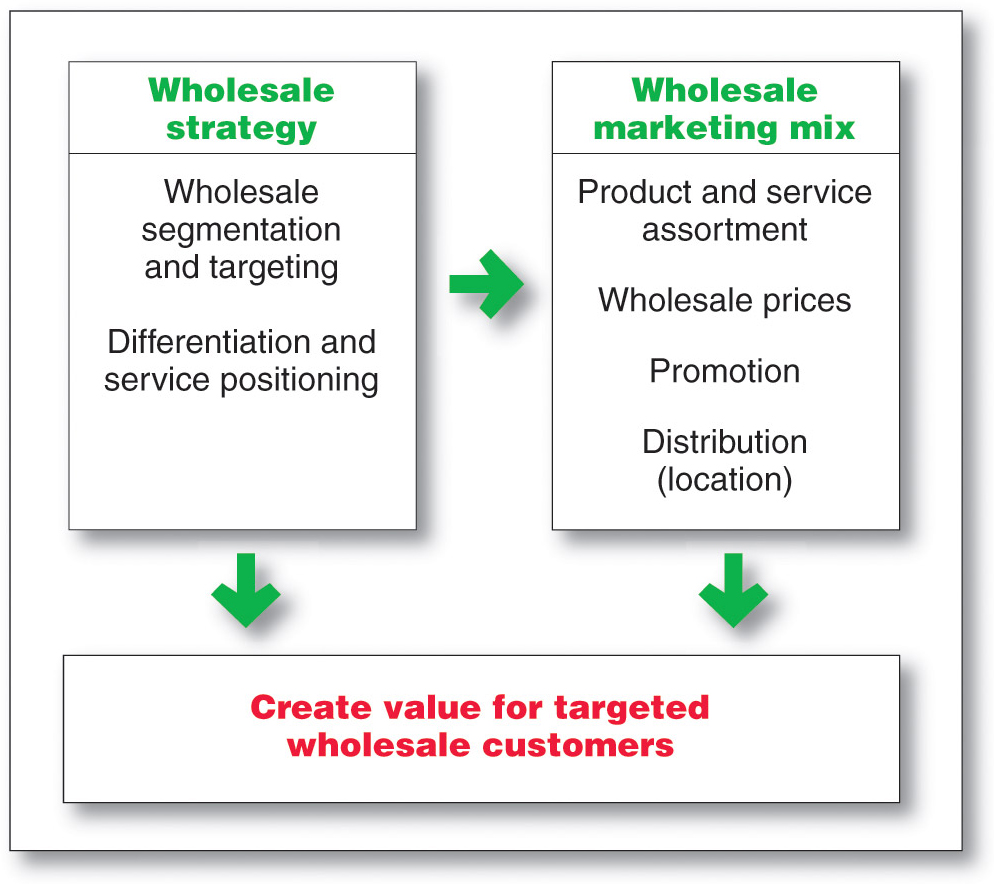 Wholesale
strategy
Wholesale
segmentation
and targeting
Differentiation and
service positioning
Wholesale
marketing mix
Product and service
assortment
Wholesale prices
Promotion
Distribution
(location)
Create value for targeted
wholesale customers